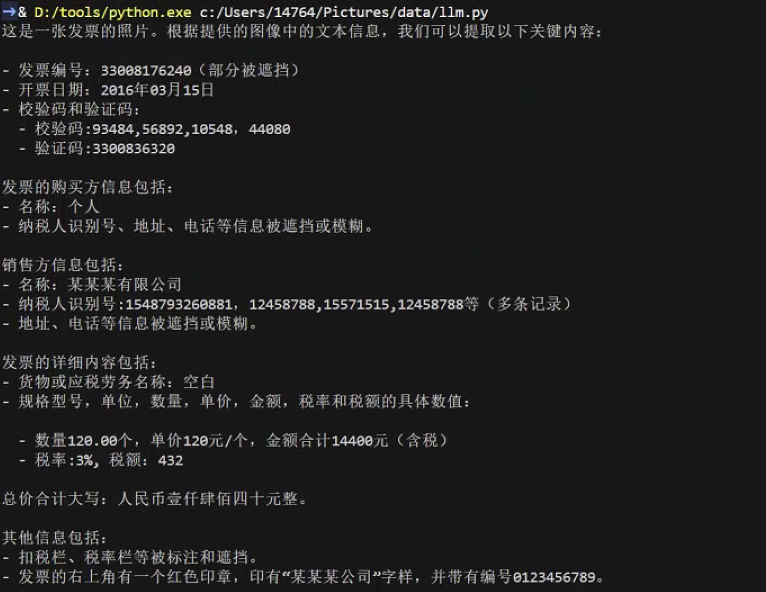 →& D:/tools/python.exe c:/Users/14764/Pictures/data/llm.py
这是一张发票的照片。根据提供的图像中的文本信息，我们可以提取以下关键内容：
- 发票编号：33008176240（部分被遮挡）
- 开票日期：2016年03月15日
- 校验码和验证码：
- 校验码:93484,56892,10548，44080
- 验证码:3300836320
发票的购买方信息包括：
- 名称：个人
- 纳税人识别号、地址、电话等信息被遮挡或模糊。
销售方信息包括：
- 名称：某某某有限公司
- 纳税人识别号:1548793260881，12458788,15571515,12458788等（多条记录）
- 地址、电话等信息被遮挡或模糊。
发票的详细内容包括：
- 货物或应税劳务名称：空白
- 规格型号，单位，数量，单价，金额，税率和税额的具体数值：
- 数量120.00个，单价120元/个，金额合计14400元（含税）
- 税率:3%, 税额：432
总价合计大写：人民币壹仟肆佰四十元整。
其他信息包括：
- 扣税栏、税率栏等被标注和遮挡。
- 发票的右上角有一个红色印章，印有“某某某公司”字样，并带有编号0123456789。